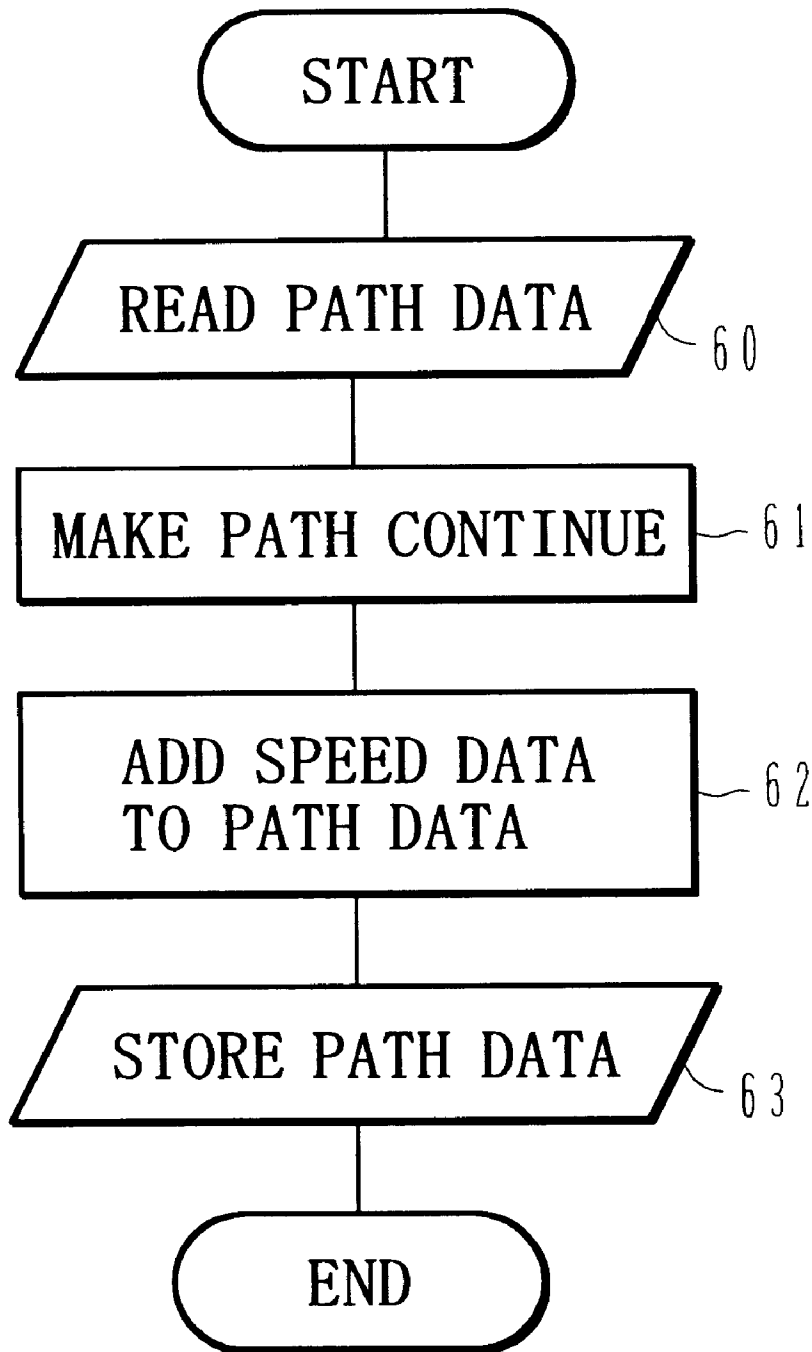 START
READ PATH DATA
60
MAKE PATH CONTINUE
61
ADD SPEED DATA
TO PATH DATA
62
STORE PATH DATA
63
END